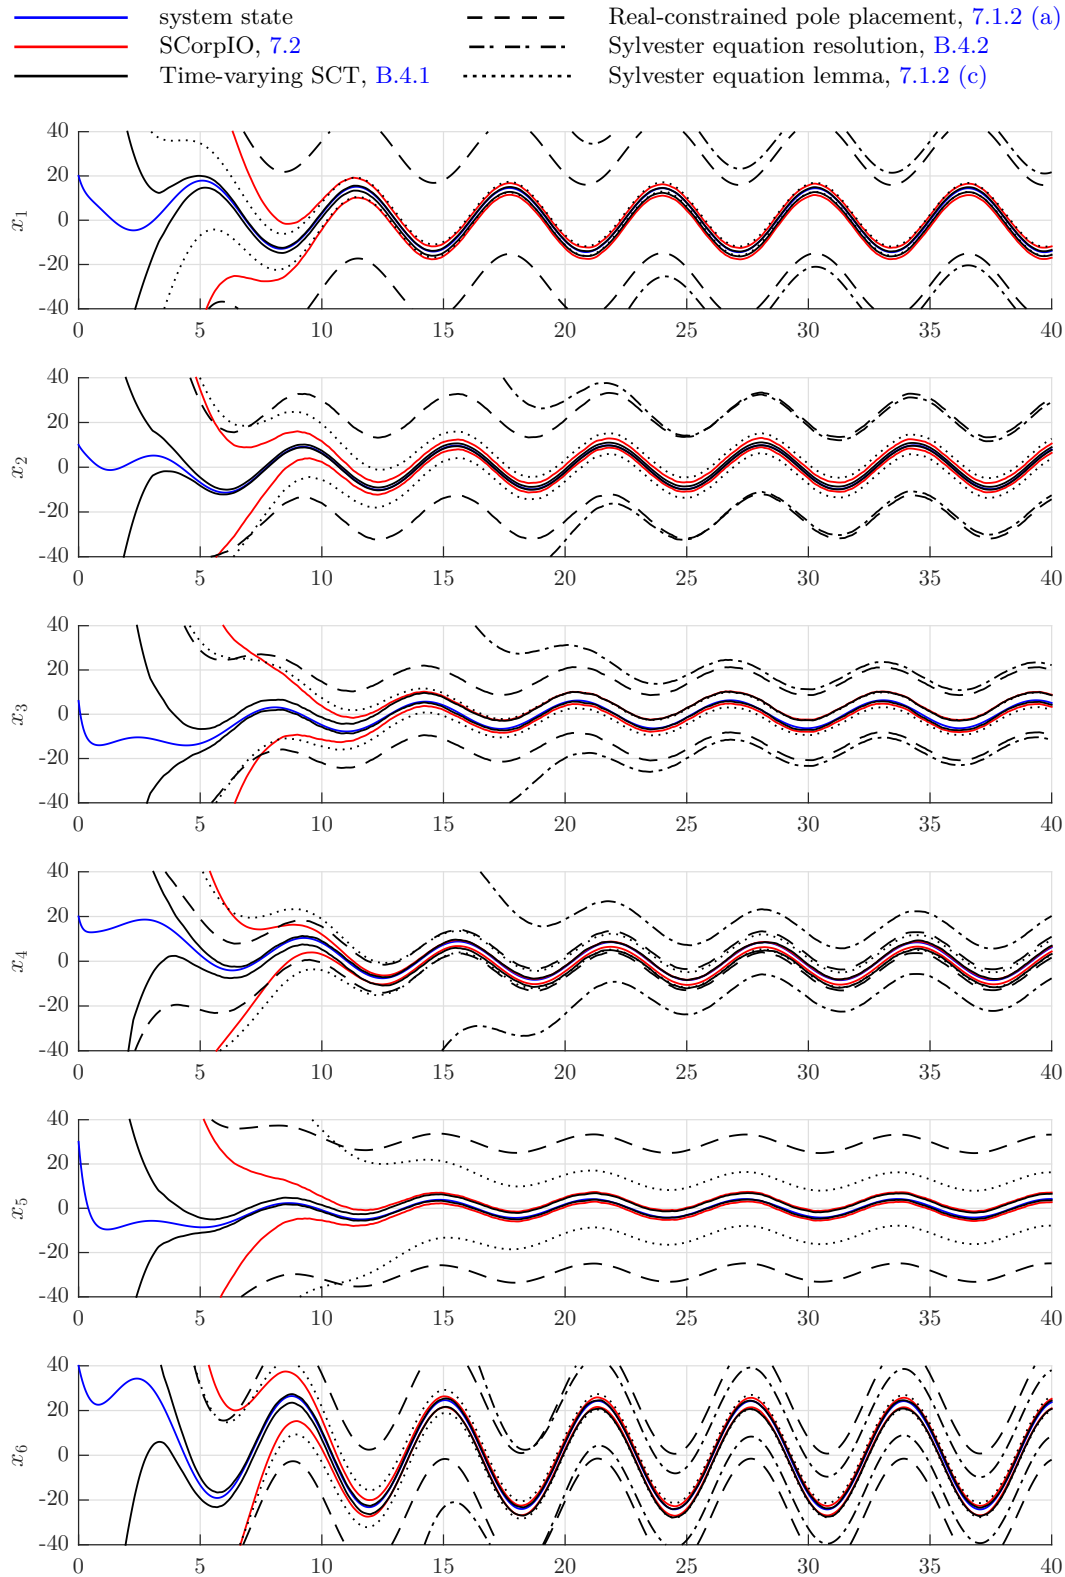 system state
SCorpIO, 7.2
Time-varying SCT, B.4.1
Real-constrained pole placement, 7.1.2 (a)
Sylvester equation resolution, B.4.2
Sylvester equation lemma, 7.1.2 (c)
40
20
0
-20
-40
x1
0 5 10 15 20 25 30 35 40
40
20
0
-20
-40
x2
0 5 10 15 20 25 30 35 40
40
20
0
-20
-40
x3
0 5 10 15 20 25 30 35 40
40
20
0
-20
-40
x4
0 5 10 15 20 25 30 35 40
40
20
0
-20
-40
x5
0 5 10 15 20 25 30 35 40
40
20
0
-20
-40
x6
0 5 10 15 20 25 30 35 40